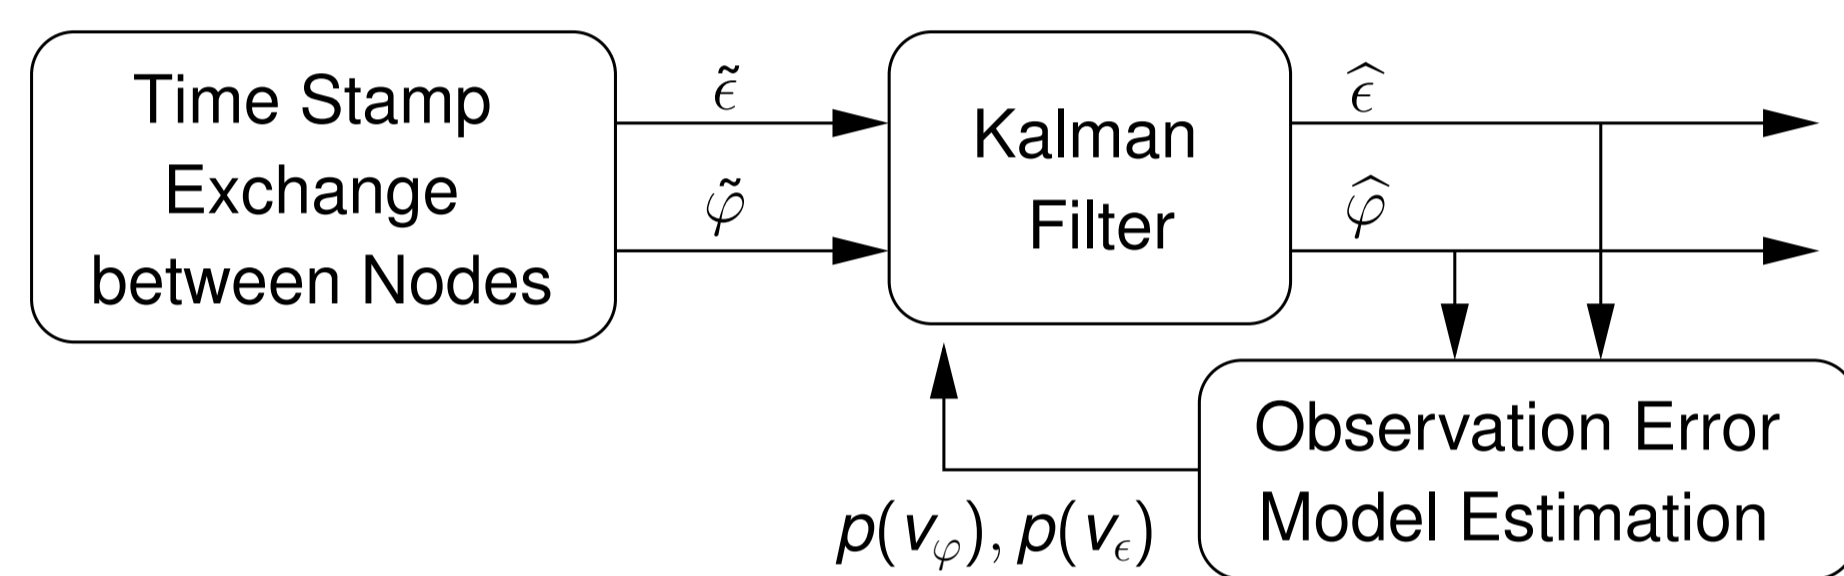 Time Stamp
Exchange
between Nodes
ϵ̃
φ̃
Kalman
Filter
ϵ̂
φ̂
Observation Error
Model Estimation
p(v_φ), p(v_ϵ)